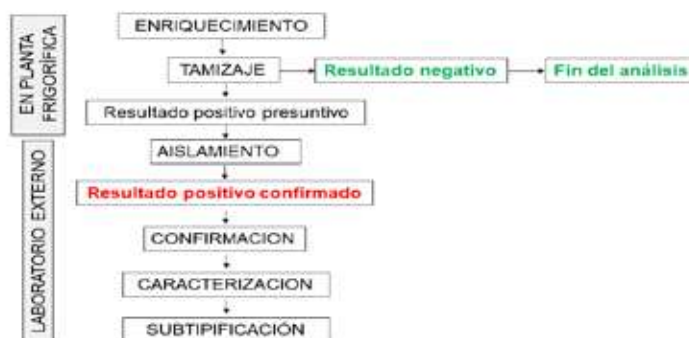 EN PLANTA
FRIGORÍFICA
ENRIQUECIMIENTO
TAMIZAJE
Resultado negativo
Fin del análisis
Resultado positivo presuntivo
LABORATORIO EXTERNO
AISLAMIENTO
Resultado positivo confirmado
CONFIRMACION
CARACTERIZACION
SUBTIPIFICACIÓN